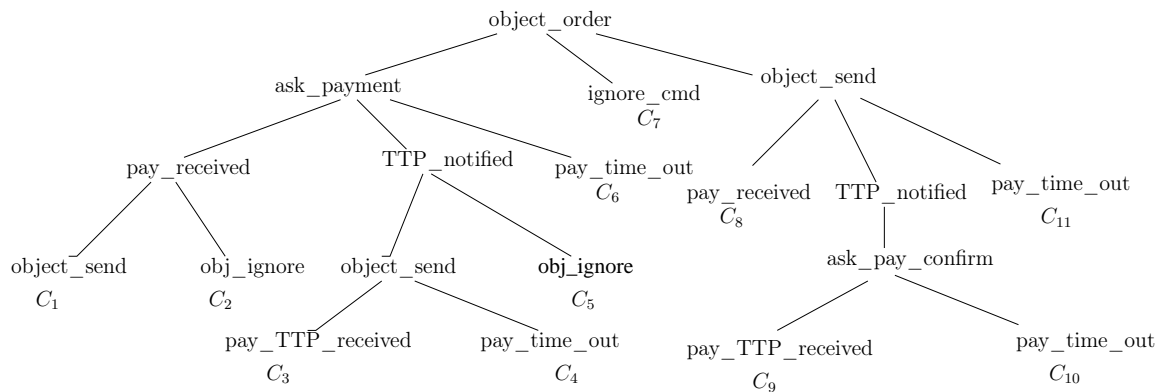 object_order
ask_payment
ignore_cmd
C7
object_send
pay_received
TTP_notified
pay_time_out
C6
pay_received
C8
TTP_notified
pay_time_out
C11
object_send
C1
obj_ignore
C2
object_send
obj_ignore
C5
ask_pay_confirm
pay_TTP_received
C3
pay_time_out
C4
pay_TTP_received
C9
pay_time_out
C10